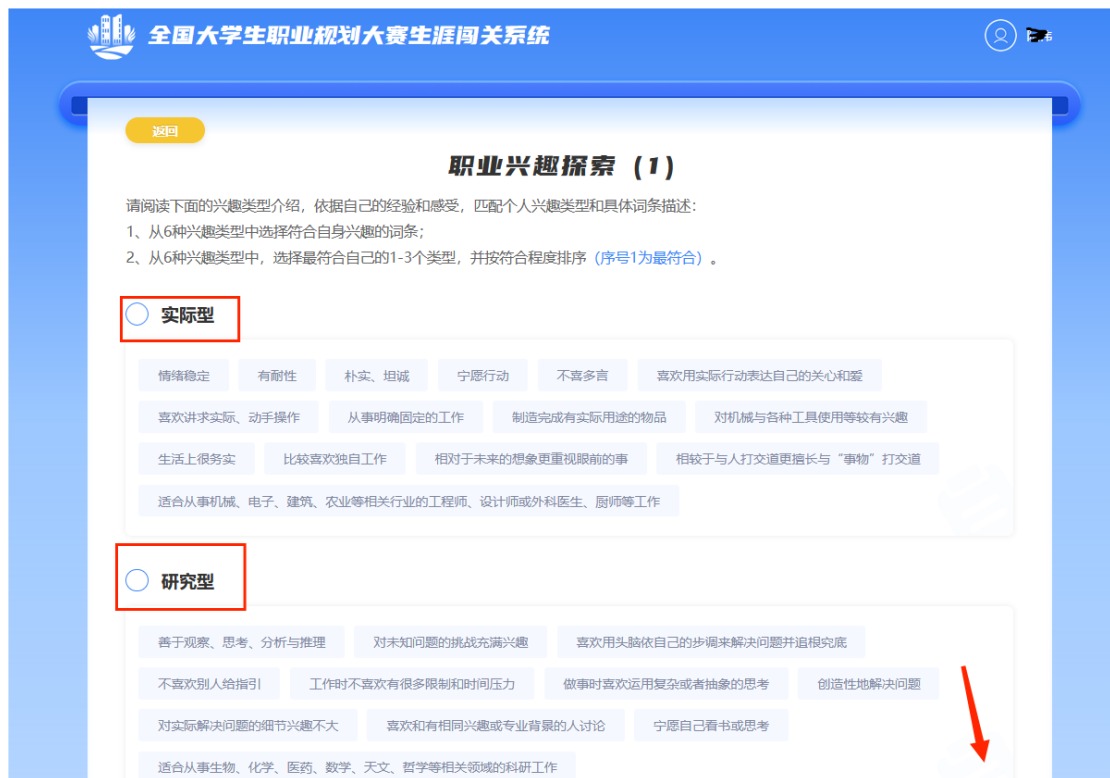 全国大学生职业规划大赛生涯闯关系统
返回
职业兴趣探索（1）
请阅读下面的兴趣类型介绍，依据自己的经验和感受，匹配个人兴趣类型和具体词条描述：
1、从6种兴趣类型中选择符合自身兴趣的词条；
2、从6种兴趣类型中，选择最符合自己的1-3个类型，并按符合程度排序（序号1为最符合）。
实际型
情绪稳定 有耐性 朴实、坦诚 宁愿行动 不喜多言 喜欢用实际行动表达自己的关心和爱
喜欢讲求实际、动手操作 从事明确固定的工作 制造完成有实际用途的物品 对机械与各种工具使用等较有兴趣
生活上很务实 比较喜欢独自工作 相对于未来的想象更重视眼前的事 相较于与人打交道更擅长与“事物”打交道
适合从事机械、电子、建筑、农业等相关行业的工程师、设计师或外科医生、厨师等工作
研究型
善于观察、思考、分析与推理 对未知问题的挑战充满兴趣 喜欢用头脑依自己的步调来解决问题并追根究底
不喜欢别人给指引 工作时不喜欢有很多限制和时间压力 做事时喜欢运用复杂或者抽象的思考 创造性地解决问题
对实际解决问题的细节兴趣不大 喜欢和有相同兴趣或专业背景的人讨论 宁愿自己看书或思考
适合从事生物、化学、医药、数学、天文、哲学等相关领域的科研工作